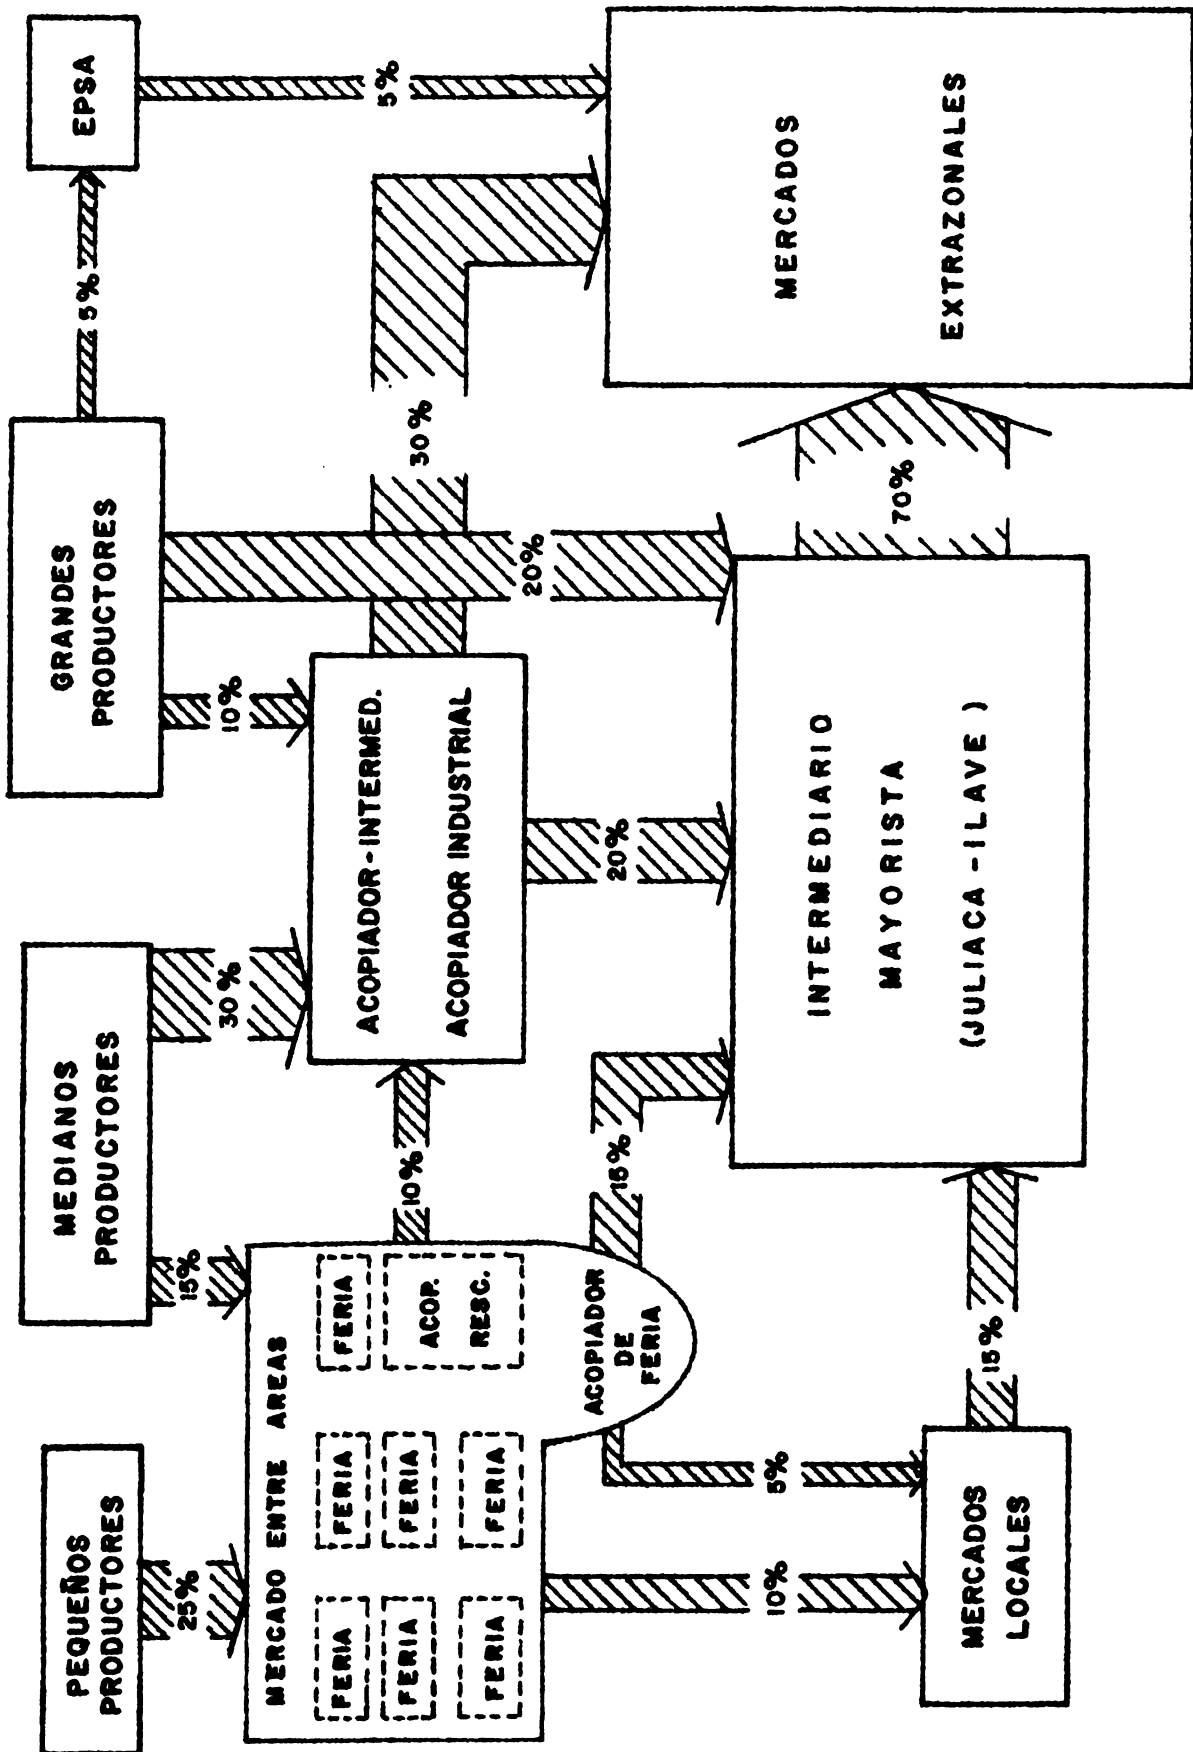 PEQUEÑOS
PRODUCTORES
MEDIANOS
PRODUCTORES
GRANDES
PRODUCTORES
5%
EPSA
25%
15%
30%
10%
20%
5%
MERCADO ENTRE AREAS
FERIA
FERIA
FERIA
FERIA
FERIA
ACOP.
RESC.
FERIA
FERIA
ACOPIADOR
DE
FERIA
10%
ACOPIADOR-INTERMED.
ACOPIADOR INDUSTRIAL
30%
15%
20%
10%
5%
INTERMEDIARIO
MAYORISTA
(JULIACA-ILAVE)
70%
MERCADOS
EXTRAZONALES
MERCADOS
LOCALES
15%